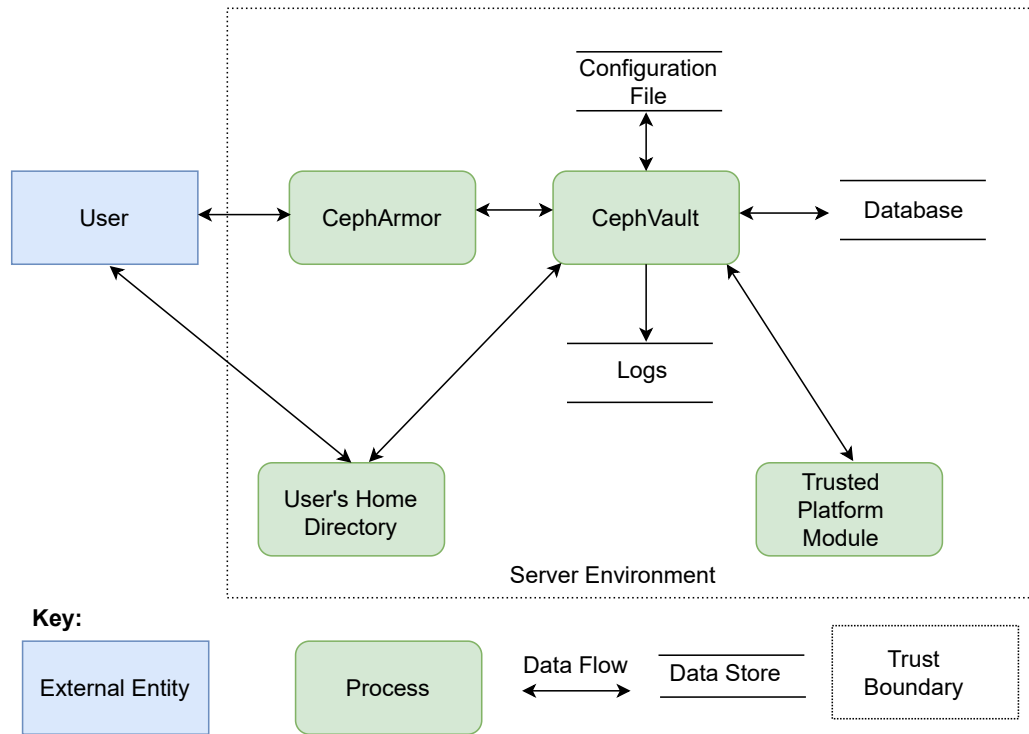 Configuration
File
User
CephArmor
CephVault
Database
Logs
User's Home
Directory
Trusted
Platform
Module
Server Environment
Key:
External Entity
Process
Data Flow
Data Store
Trust
Boundary